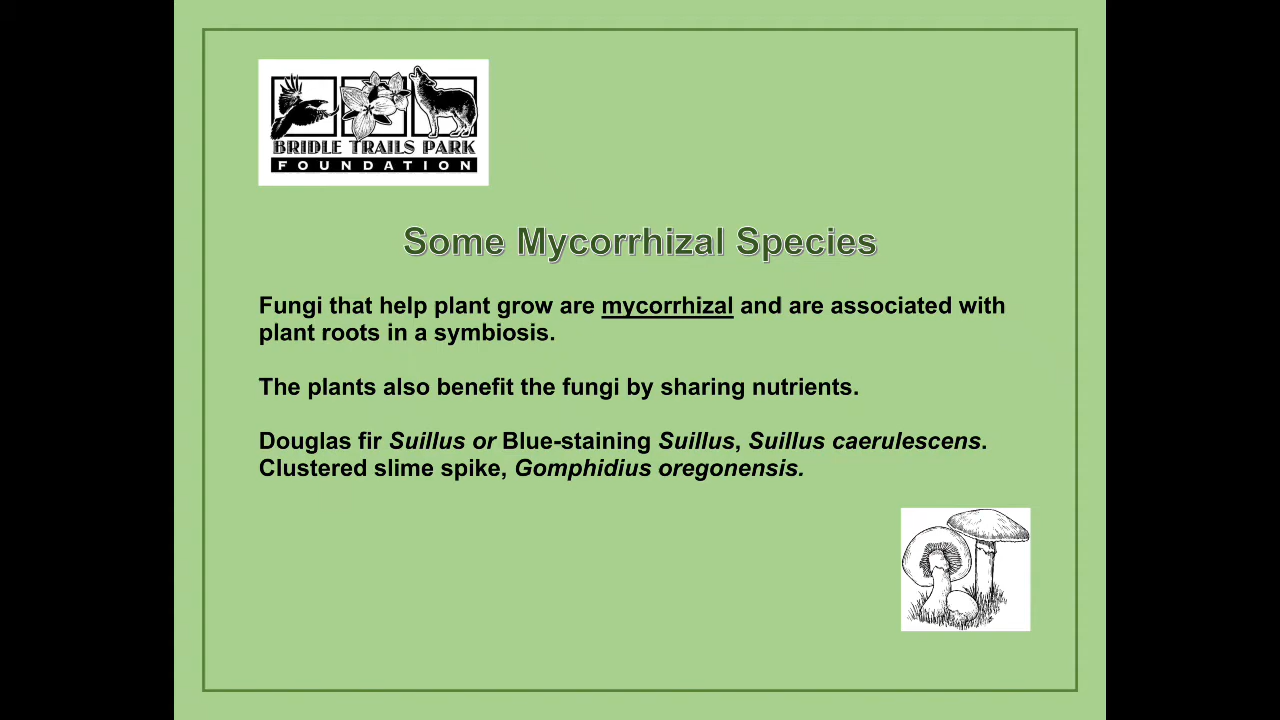 BRIDLE TRAILS PARK
FOUNDATION
Some Mycorrhizal Species
Fungi that help plant grow are mycorrhizal and are associated with
plant roots in a symbiosis.
The plants also benefit the fungi by sharing nutrients.
Douglas fir Suillus or Blue-staining Suillus, Suillus caerulescens.
Clustered slime spike, Gomphidius oregonensis.